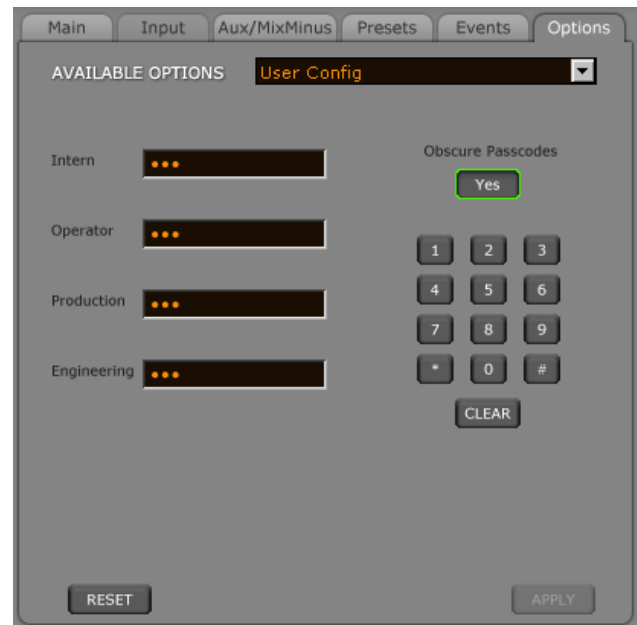 Main Input Aux/MixMinus Presets Events Options
AVAILABLE OPTIONS User Config
Intern •••
Obscure Passcodes
Yes
Operator •••
1 2 3
4 5 6
Production •••
7 8 9
Engineering •••
* 0 #
CLEAR
RESET APPLY